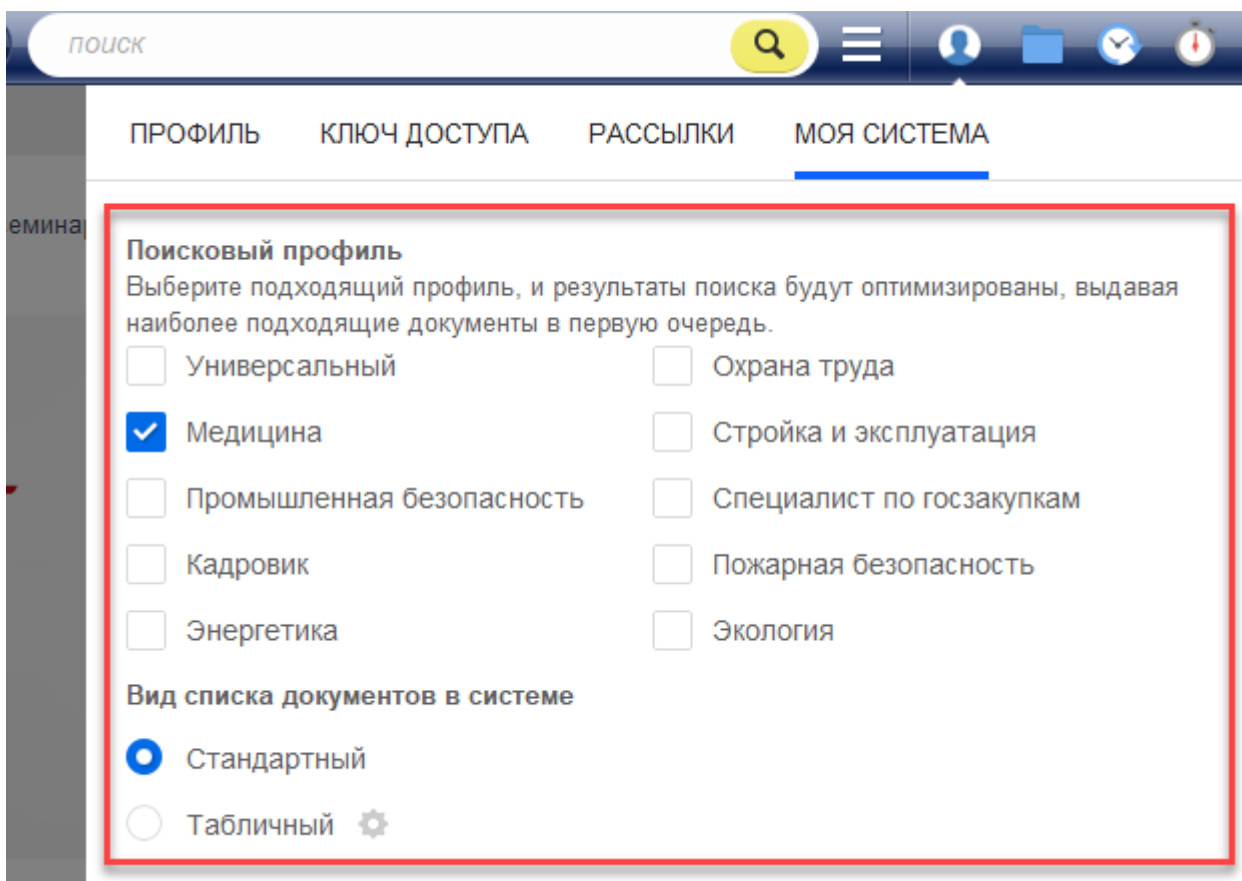 поиск
ПРОФИЛЬ КЛЮЧ ДОСТУПА РАССЫЛКИ МОЯ СИСТЕМА
еминар
Поисковый профиль
Выберите подходящий профиль, и результаты поиска будут оптимизированы, выдавая
наиболее подходящие документы в первую очередь.
Универсальный Охрана труда
Медицина Стройка и эксплуатация
Промышленная безопасность Специалист по госзакупкам
Кадровик Пожарная безопасность
Энергетика Экология
Вид списка документов в системе
Стандартный
Табличный